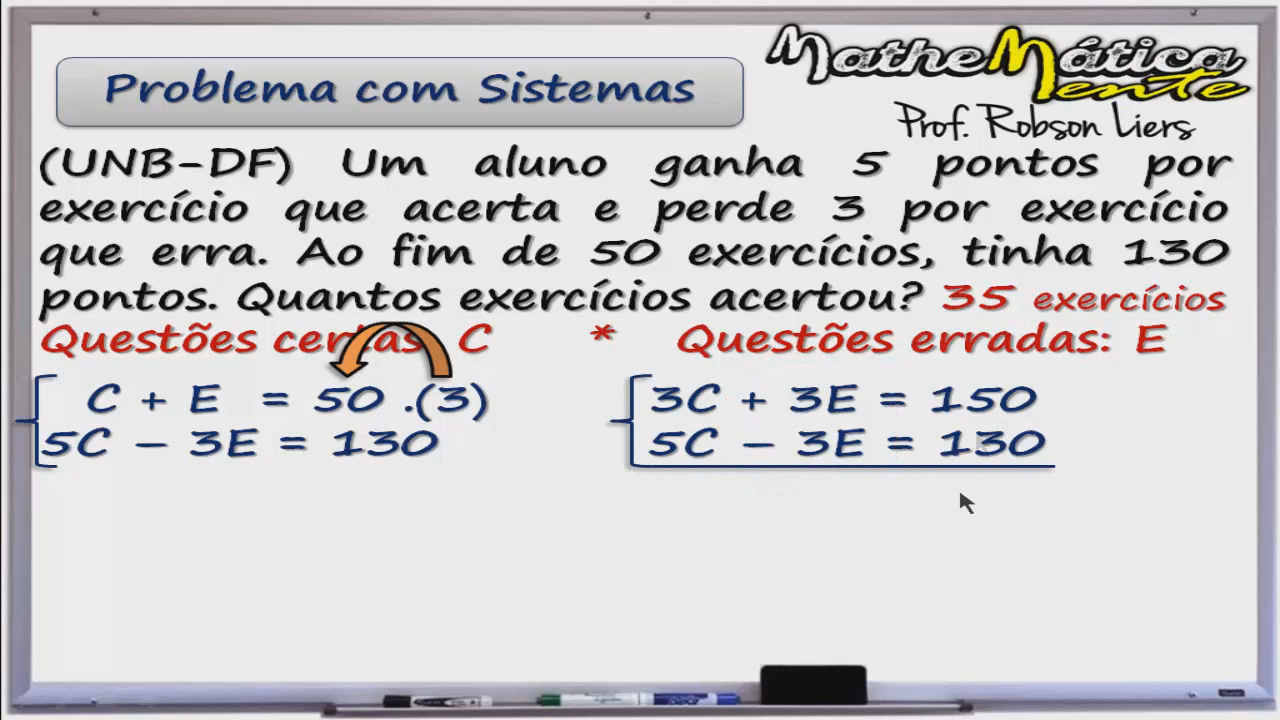 Problema com Sistemas
MatheMática
Mente
Prof. Robson Liers
(UNB-DF) Um aluno ganha 5 pontos por
exercício que acerta e perde 3 por exercício
que erra. Ao fim de 50 exercícios, tinha 130
pontos. Quantos exercícios acertou? 35 exercícios
Questões certas C * Questões erradas: E
C + E = 50 .(3)
5C - 3E = 130
3C + 3E = 150
5C - 3E = 130